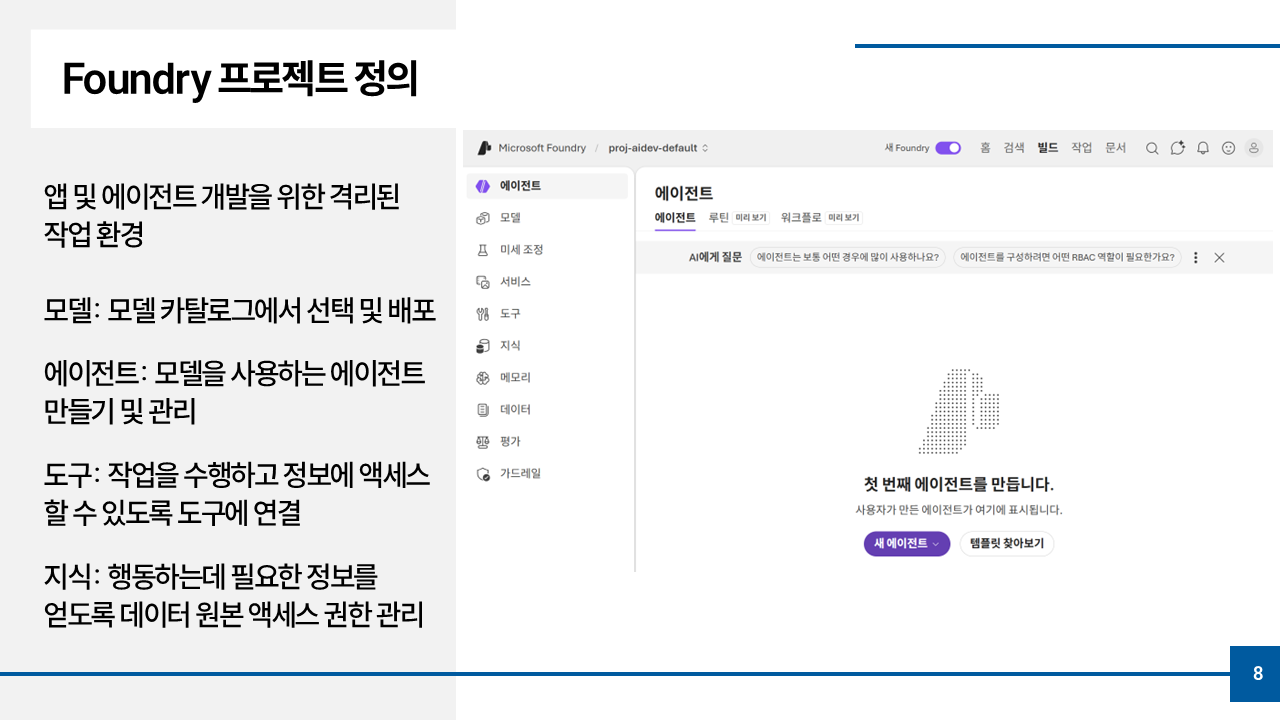 Foundry 프로젝트 정의
앱 및 에이전트 개발을 위한 격리된
작업 환경
모델: 모델 카탈로그에서 선택 및 배포
에이전트: 모델을 사용하는 에이전트
만들기 및 관리
도구: 작업을 수행하고 정보에 액세스
할 수 있도록 도구에 연결
지식: 행동하는데 필요한 정보를
얻도록 데이터 원본 액세스 권한 관리
Microsoft Foundry / proj-aidev-default
새 Foundry 홈 검색 빌드 작업 문서
에이전트
모델
미세 조정
서비스
도구
지식
메모리
데이터
평가
가드레일
에이전트
에이전트 루틴 미리 보기 워크플로 미리 보기
AI에게 질문 에이전트는 보통 어떤 경우에 많이 사용하나요? 에이전트를 구성하려면 어떤 RBAC 역할이 필요한가요?
첫 번째 에이전트를 만듭니다.
사용자가 만든 에이전트가 여기에 표시됩니다.
새 에이전트 템플릿 찾아보기
8